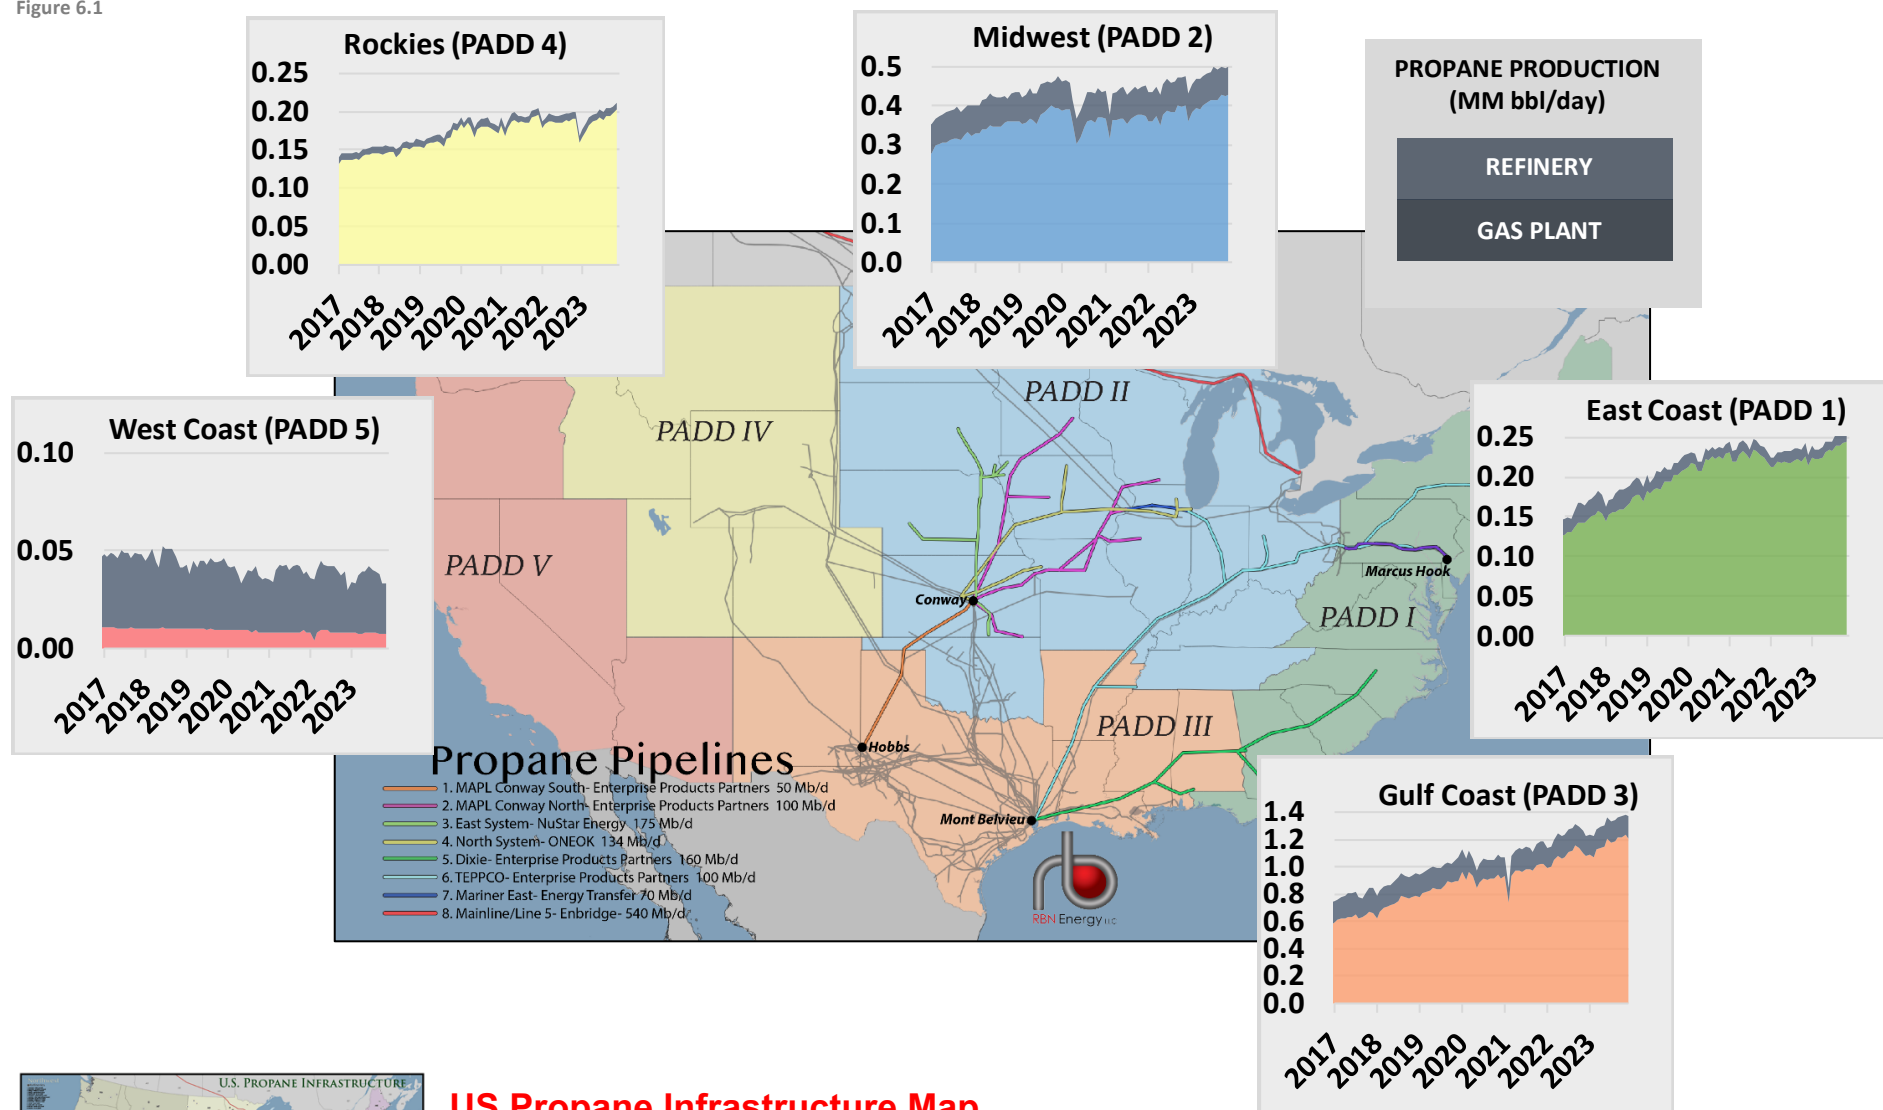 Figure 6.1
Rockies (PADD 4)
0.25
0.20
0.15
0.10
0.05
0.00
2017
2018
2019
2020
2021
2022
2023
Midwest (PADD 2)
0.5
0.4
0.3
0.2
0.1
0.0
2017
2018
2019
2020
2021
2022
2023
PROPANE PRODUCTION
(MM bbl/day)
REFINERY
GAS PLANT
West Coast (PADD 5)
0.10
0.05
0.00
2017
2018
2019
2020
2021
2022
2023
East Coast (PADD 1)
0.25
0.20
0.15
0.10
0.05
0.00
2017
2018
2019
2020
2021
2022
2023
PADD II
PADD IV
PADD V
PADD I
PADD III
Marcus Hook
Conway
Hobbs
Mont Belvieu
Propane Pipelines
1. MAPL Conway South- Enterprise Products Partners 50 Mb/d
2. MAPL Conway North- Enterprise Products Partners 100 Mb/d
3. East System- NuStar Energy 175 Mb/d
4. North System- ONEOK 134 Mb/d
5. Dixie- Enterprise Products Partners 160 Mb/d
6. TEPPCO- Enterprise Products Partners 100 Mb/d
7. Mariner East- Energy Transfer 70 Mb/d
8. Mainline/Line 5- Enbridge- 540 Mb/d
RBN Energy LLC
Gulf Coast (PADD 3)
1.4
1.2
1.0
0.8
0.6
0.4
0.2
0.0
2017
2018
2019
2020
2021
2022
2023
U.S. PROPANE INFRASTRUCTURE
US Propane Infrastructure Map